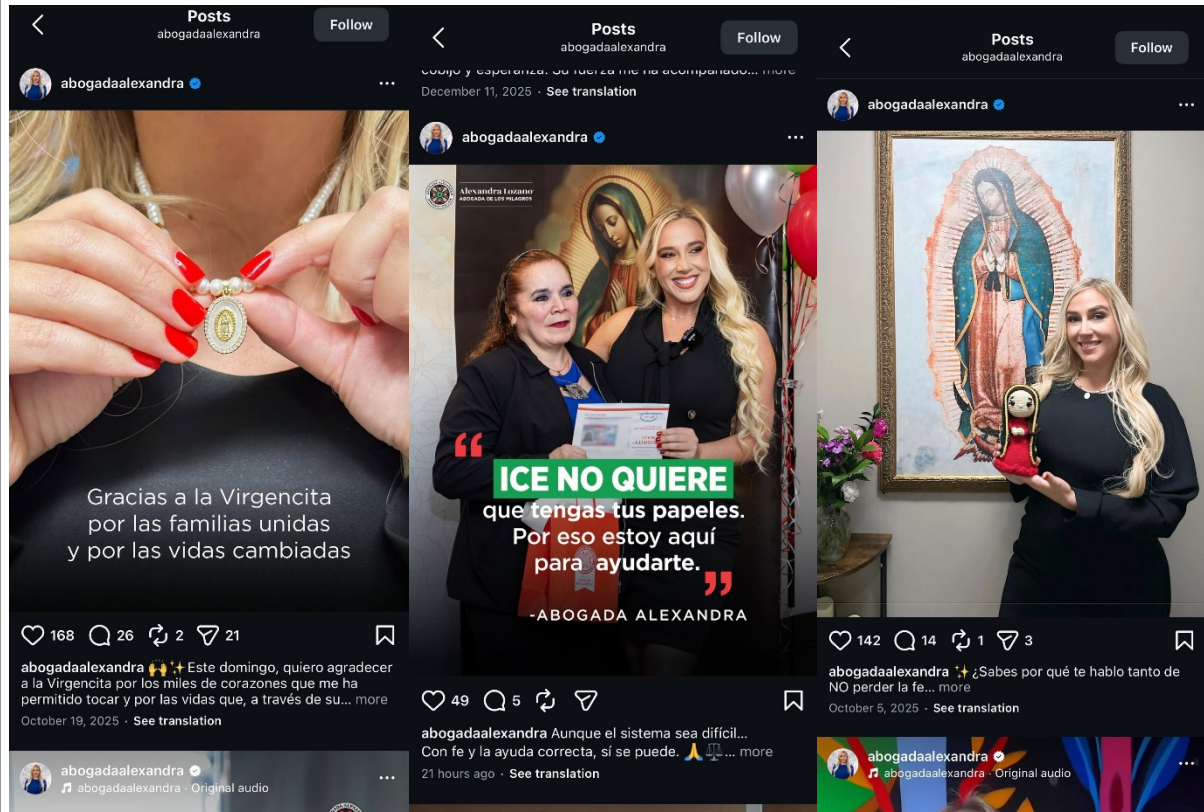 Posts
abogadaalexandra
Follow
abogadaalexandra
Gracias a la Virgencita
por las familias unidas
y por las vidas cambiadas
168 26 2 21
abogadaalexandra 🙌✨Este domingo, quiero agradecer
a la Virgencita por los miles de corazones que me ha
permitido tocar y por las vidas que, a través de su... more
October 19, 2025 · See translation
abogadaalexandra
abogadaalexandra · Original audio
Posts
abogadaalexandra
Follow
cobijo y esperanza. Su fuerza me ha acompañado... more
December 11, 2025 · See translation
abogadaalexandra
Alexandra Lozano
ABOGADA DE LOS MILAGROS
“ICE NO QUIERE
que tengas tus papeles.
Por eso estoy aquí
para ayudarte.”
-ABOGADA ALEXANDRA
49 5
abogadaalexandra Aunque el sistema sea difícil...
Con fe y la ayuda correcta, sí se puede. 🙏⚖️... more
21 hours ago · See translation
Posts
abogadaalexandra
Follow
abogadaalexandra
142 14 1 3
abogadaalexandra ✨¿Sabes por qué te hablo tanto de
NO perder la fe... more
October 5, 2025 · See translation
abogadaalexandra
abogadaalexandra · Original audio